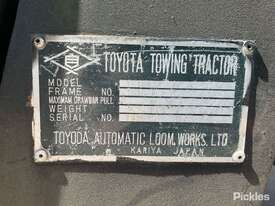 TOYOTA TOWING TRACTOR
MODEL
FRAME NO.
MAXIMUM DRAWBAR PULL
WEIGHT
SERIAL NO.
TOYODA AUTOMATIC LOOM WORKS, LTD
KARIYA JAPAN
Pickles